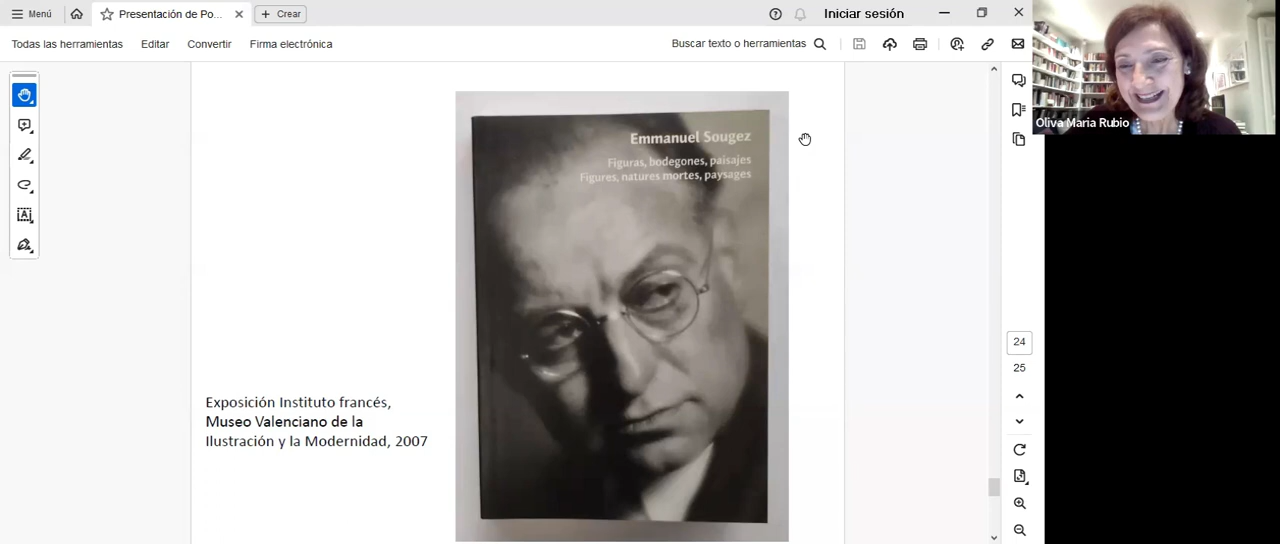 Menú
Presentación de Po...
Crear
Iniciar sesión
Todas las herramientas
Editar
Convertir
Firma electrónica
Buscar texto o herramientas
Oliva Maria Rubio
Emmanuel Sougez
Figuras, bodegones, paisajes
Figures, natures mortes, paysages
Exposición Instituto francés,
Museo Valenciano de la
Ilustración y la Modernidad, 2007
24
25